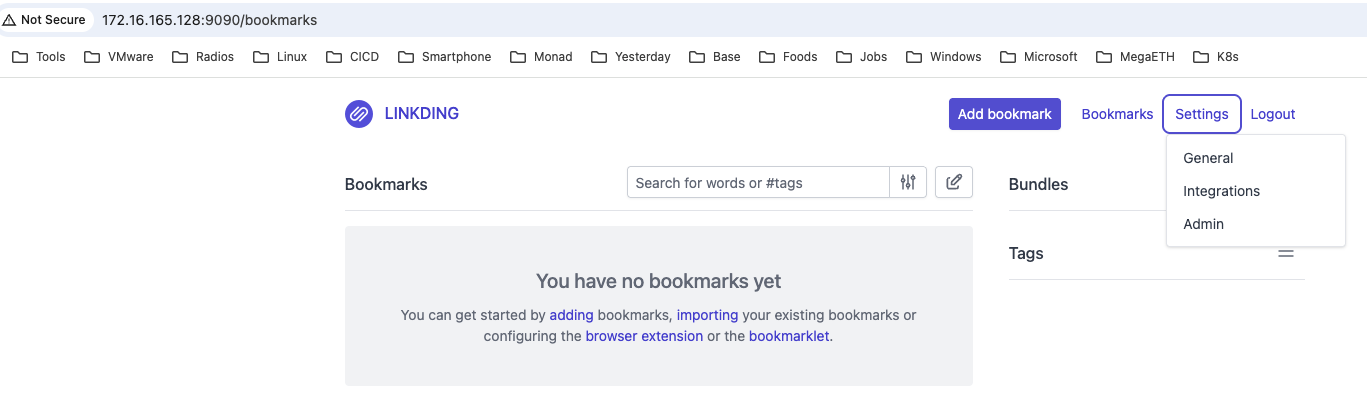 Not Secure 172.16.165.128:9090/bookmarks
Tools VMware Radios Linux CICD Smartphone Monad Yesterday Base Foods Jobs Windows Microsoft MegaETH K8s
LINKDING Add bookmark Bookmarks Settings Logout
General
Bookmarks Search for words or #tags Bundles
Integrations
Admin
Tags
You have no bookmarks yet
You can get started by adding bookmarks, importing your existing bookmarks or
configuring the browser extension or the bookmarklet.